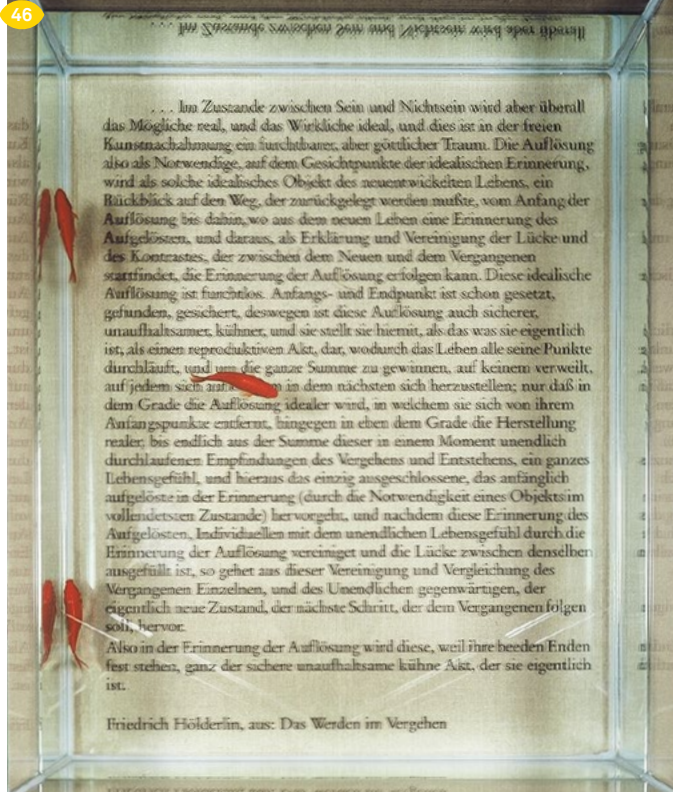 46
. . . Im Zustande zwischen Sein und Nichtsein wird aber überall
das Mögliche real, und das Wirkliche ideal, und dies ist in der freien
Kunstnachahmung ein furchtbarer, aber göttlicher Traum. Die Auflösung
also als Notwendige, auf dem Gesichtpunkte der idealischen Erinnerung,
wird als solche idealisches Objekt des neuentwickelten Lebens, ein
Rückblick auf den Weg, der zurückgelegt werden mußte, vom Anfang der
Auflösung bis dahin, wo aus dem neuen Leben eine Erinnerung des
Aufgelösten, und daraus, als Erklärung und Vereinigung der Lücke und
des Kontrastes, der zwischen dem Neuen und dem Vergangenen
stattfindet, die Erinnerung der Auflösung erfolgen kann. Diese idealische
Auflösung ist furchtlos. Anfangs- und Endpunkt ist schon gesetzt,
gefunden, gesichert, deswegen ist diese Auflösung auch sicherer,
unaufhaltsamer, kühner, und sie stellt sie hiemit, als das was sie eigentlich
ist, als einen reproduktiven Akt, dar, wodurch das Leben alle seine Punkte
durchläuft, und um die ganze Summe zu gewinnen, auf keinem verweilt,
auf jedem sich in dem nächsten sich herzustellen; nur daß in
dem Grade die Auflösung idealer wird, in welchem sie sich von ihrem
Anfangspunkte entfernt, hingegen in eben dem Grade die Herstellung
realer, bis endlich aus der Summe dieser in einem Moment unendlich
durchlaufenen Empfindungen des Vergehens und Entstehens, ein ganzes
Lebensgefühl, und hieraus das einzig ausgeschlossene, das anfänglich
aufgelöste in der Erinnerung (durch die Notwendigkeit eines Objekts im
vollendetsten Zustande) hervorgeht, und nachdem diese Erinnerung des
Aufgelösten, Individuellen mit dem unendlichen Lebensgefühl durch die
Erinnerung der Auflösung vereiniget und die Lücke zwischen denselben
ausgefüllt ist, so gehet aus dieser Vereinigung und Vergleichung des
Vergangenen Einzelnen, und des Unendlichen gegenwärtigen, der
eigentlich neue Zustand, der nächste Schritt, der dem Vergangenen folgen
soll, hervor.
Also in der Erinnerung der Auflösung wird diese, weil ihre beeden Enden
fest stehen, ganz der sichere unaufhaltsame kühne Akt, der sie eigentlich
ist.
Friedrich Hölderlin, aus: Das Werden im Vergehen